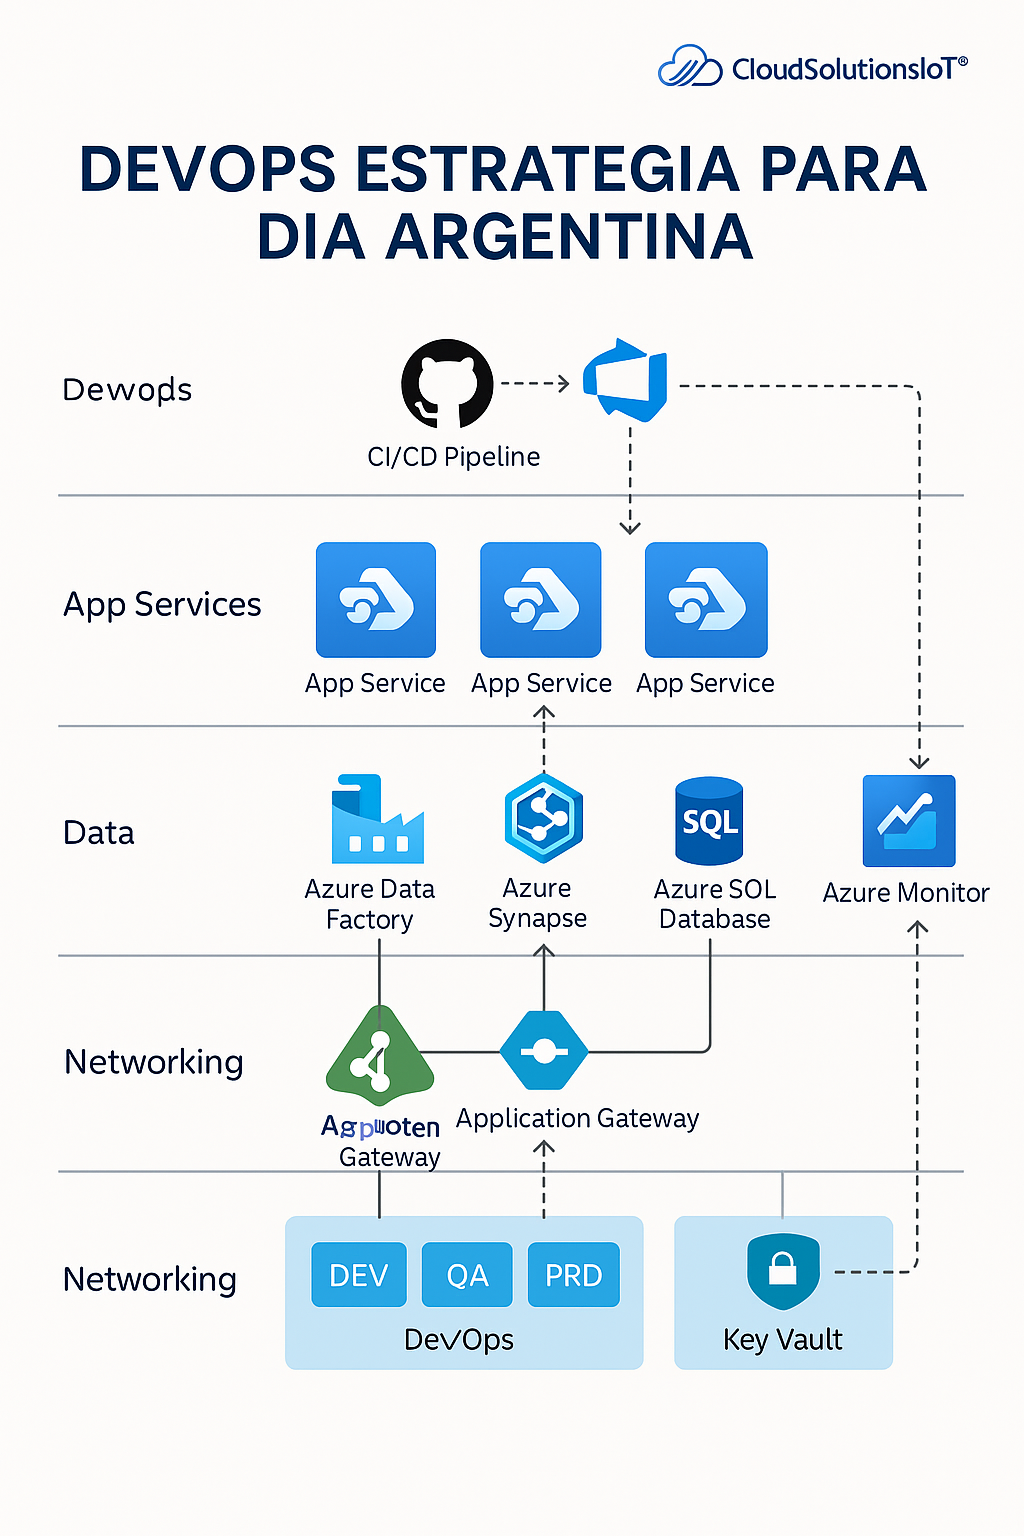 CloudSolutionsIoT®
DEVOPS ESTRATEGIA PARA
DIA ARGENTINA
Dewops
CI/CD Pipeline
App Services
App Service App Service App Service
Data
SQL
Azure Data
Factory
Azure
Synapse
Azure SOL
Database
Azure Monitor
Networking
Gateway
Application Gateway
Networking
DEV QA PRD
DevOps
Key Vault